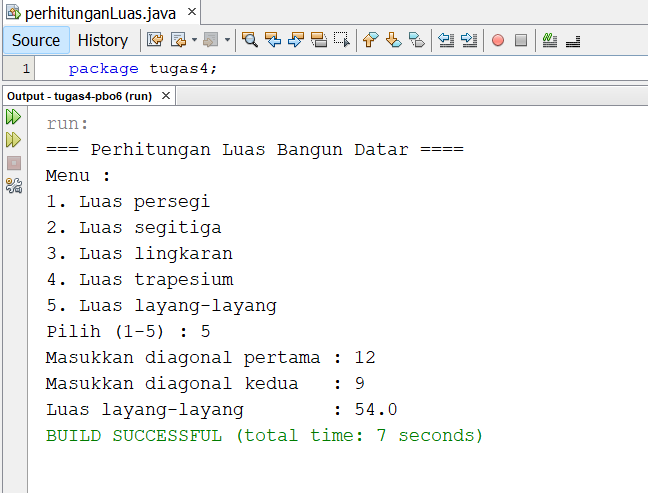 perhitunganLuas.java ×
Source History
1 package tugas4;
Output - tugas4-pbo6 (run) ×
run:
=== Perhitungan Luas Bangun Datar ====
Menu :
1. Luas persegi
2. Luas segitiga
3. Luas lingkaran
4. Luas trapesium
5. Luas layang-layang
Pilih (1-5) : 5
Masukkan diagonal pertama : 12
Masukkan diagonal kedua   : 9
Luas layang-layang        : 54.0
BUILD SUCCESSFUL (total time: 7 seconds)